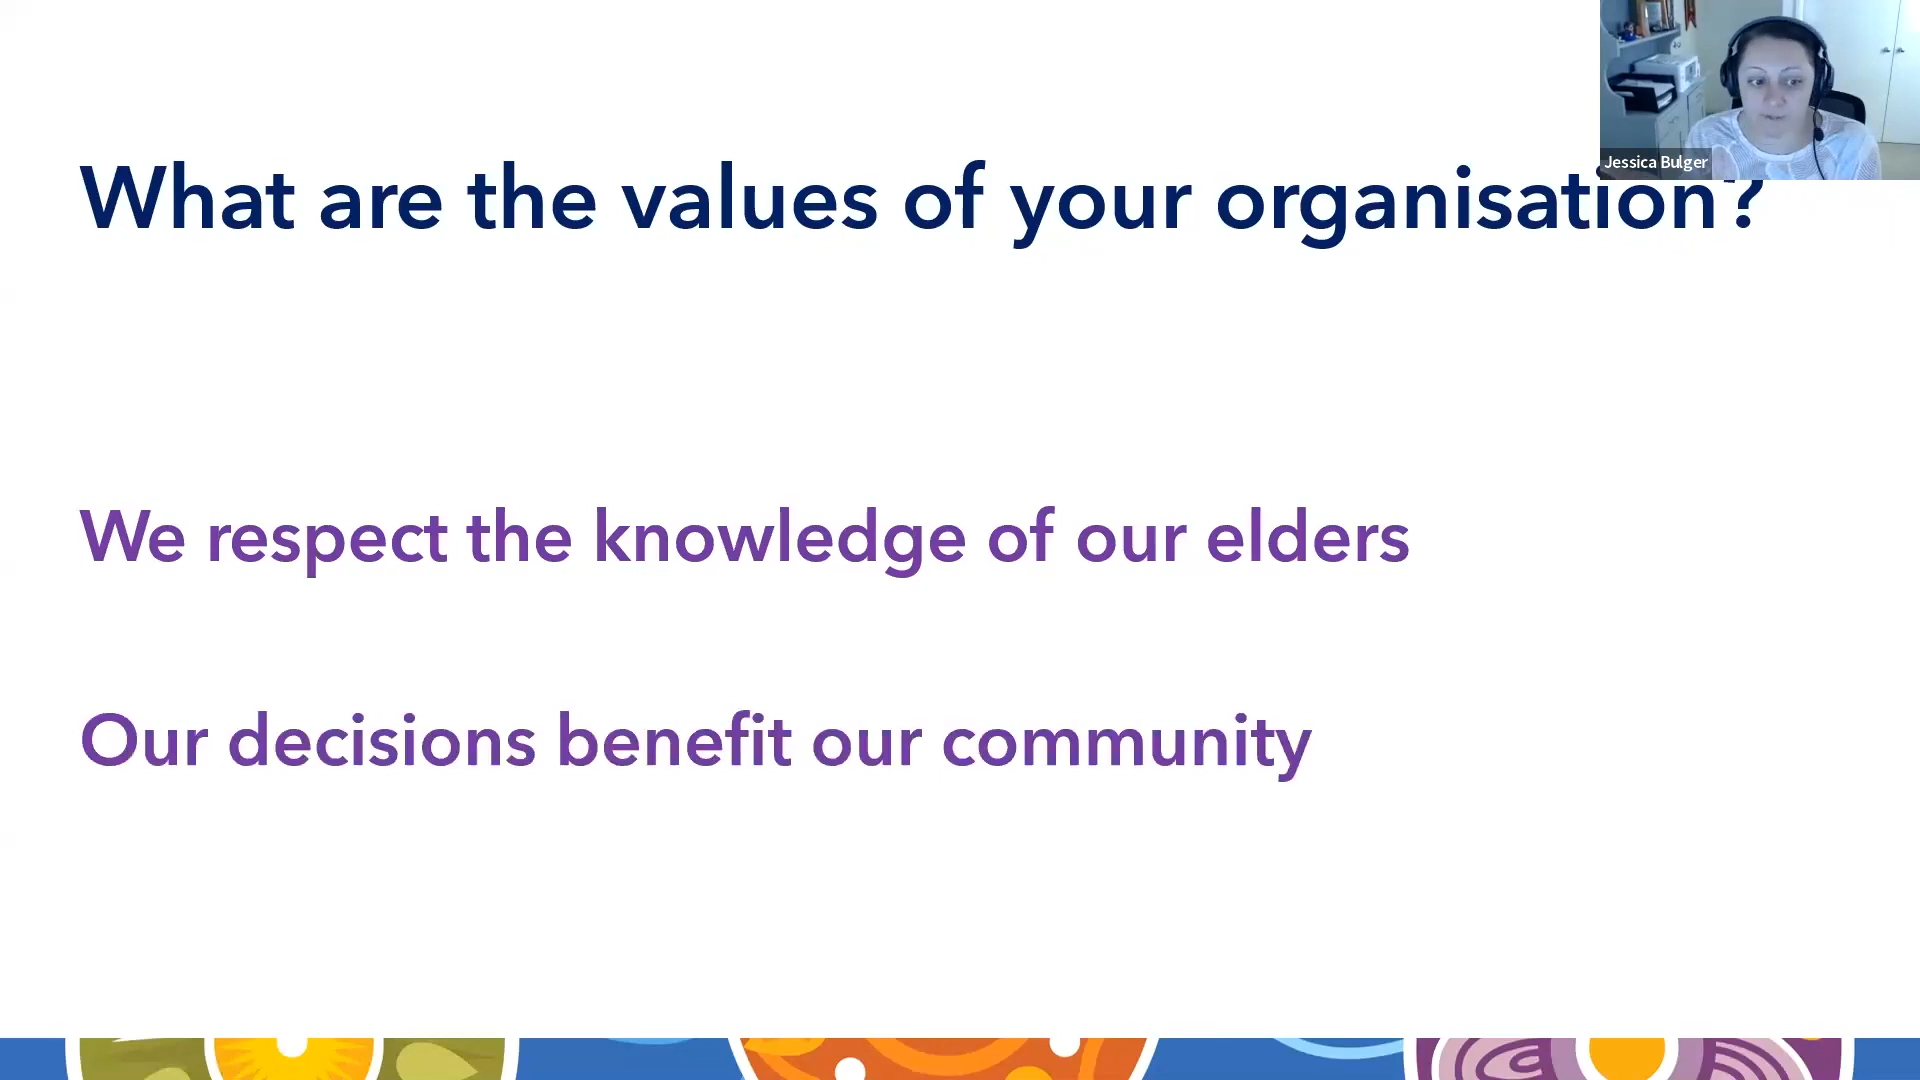 Jessica Bulger
What are the values of your organisation?
We respect the knowledge of our elders
Our decisions benefit our community